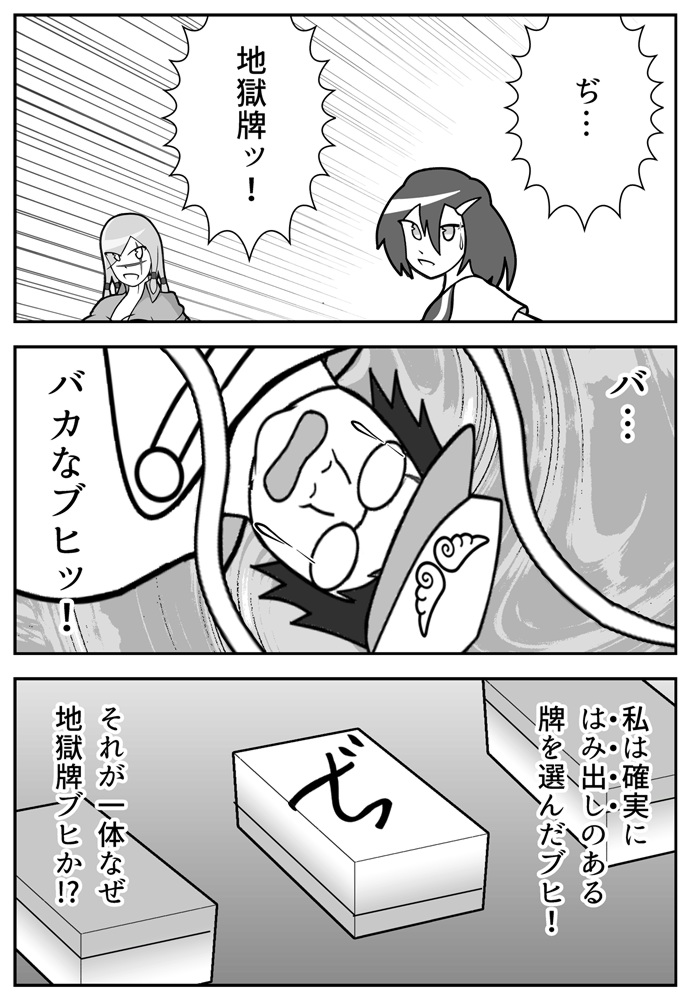 ぢ…
地獄牌ッ!
バ…
バカなブヒッ!
私は確実に
はみ出しのある
牌を選んだブヒ!
ぢ
それが一体なぜ
地獄牌ブヒか!?